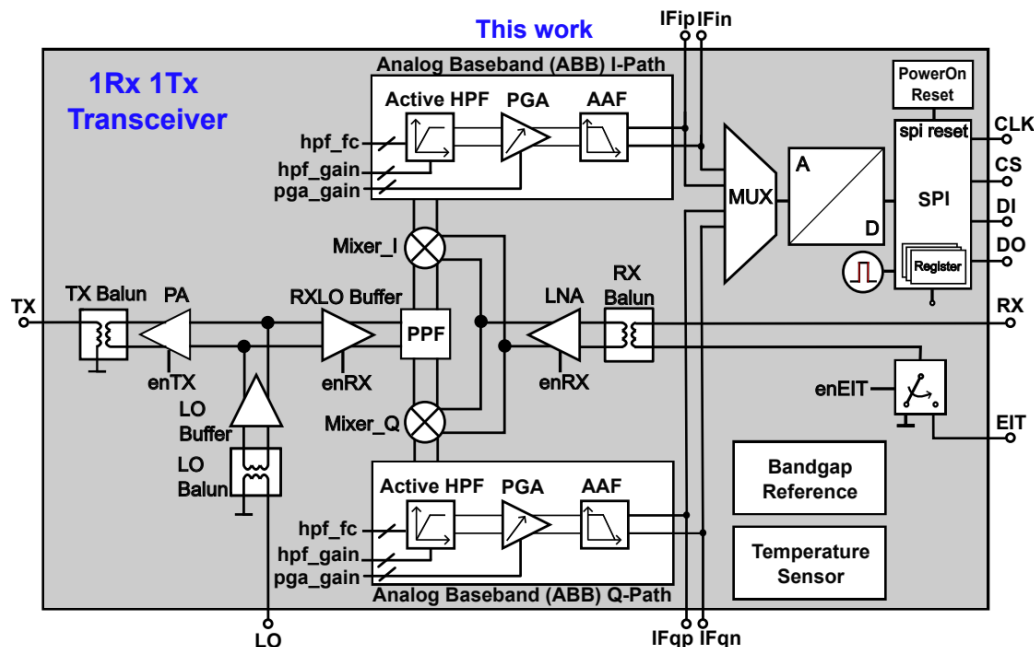 IFip IFin
This work
1Rx 1Tx
Transceiver
Analog Baseband (ABB) I-Path
Active HPF
PGA
AAF
hpf_fc
hpf_gain
pga_gain
PowerOn
Reset
spi reset
SPI
Register
CLK
CS
DI
DO
MUX
A
D
Mixer_I
TX
TX Balun
PA
RXLO Buffer
PPF
LNA
RX
Balun
RX
enTX
enRX
enRX
LO
Buffer
enEIT
EIT
Mixer_Q
LO
Balun
Bandgap
Reference
Active HPF
PGA
AAF
hpf_fc
hpf_gain
pga_gain
Temperature
Sensor
Analog Baseband (ABB) Q-Path
LO
IFqp IFqn